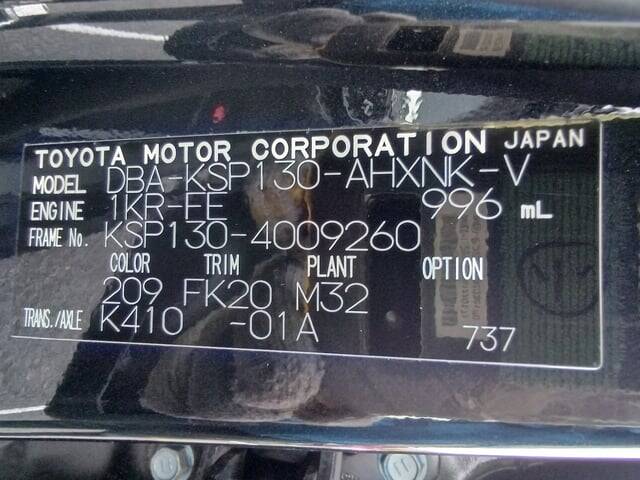 TOYOTA MOTOR CORPORATION JAPAN
MODEL DBA-KSP130-AHXNK-V
ENGINE 1KR-FE 996 mL
FRAME No. KSP130-4009260
COLOR TRIM PLANT OPTION
209 FK20 M32
TRANS./AXLE K410 -01A 737